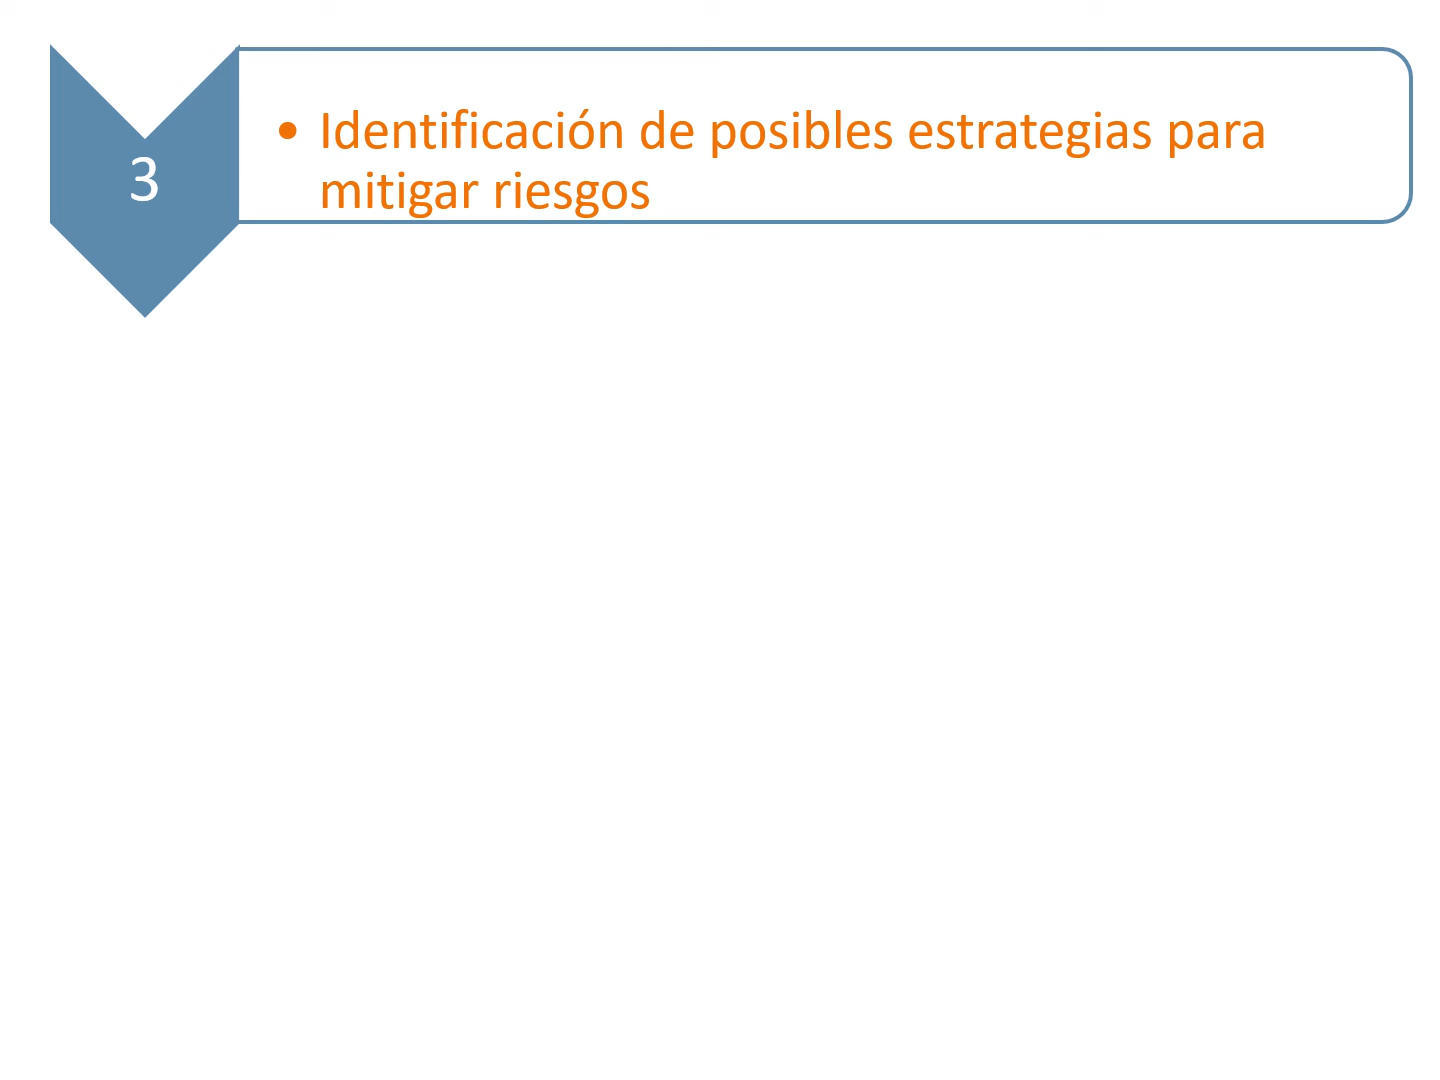 3
• Identificación de posibles estrategias para
mitigar riesgos